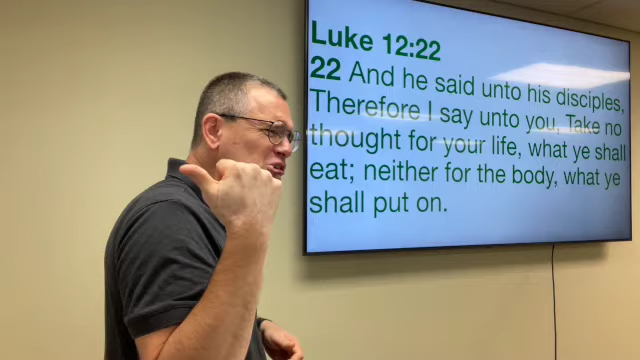 Luke 12:22
22 And he said unto his disciples,
Therefore I say unto you, Take no
thought for your life, what ye shall
eat; neither for the body, what ye
shall put on.